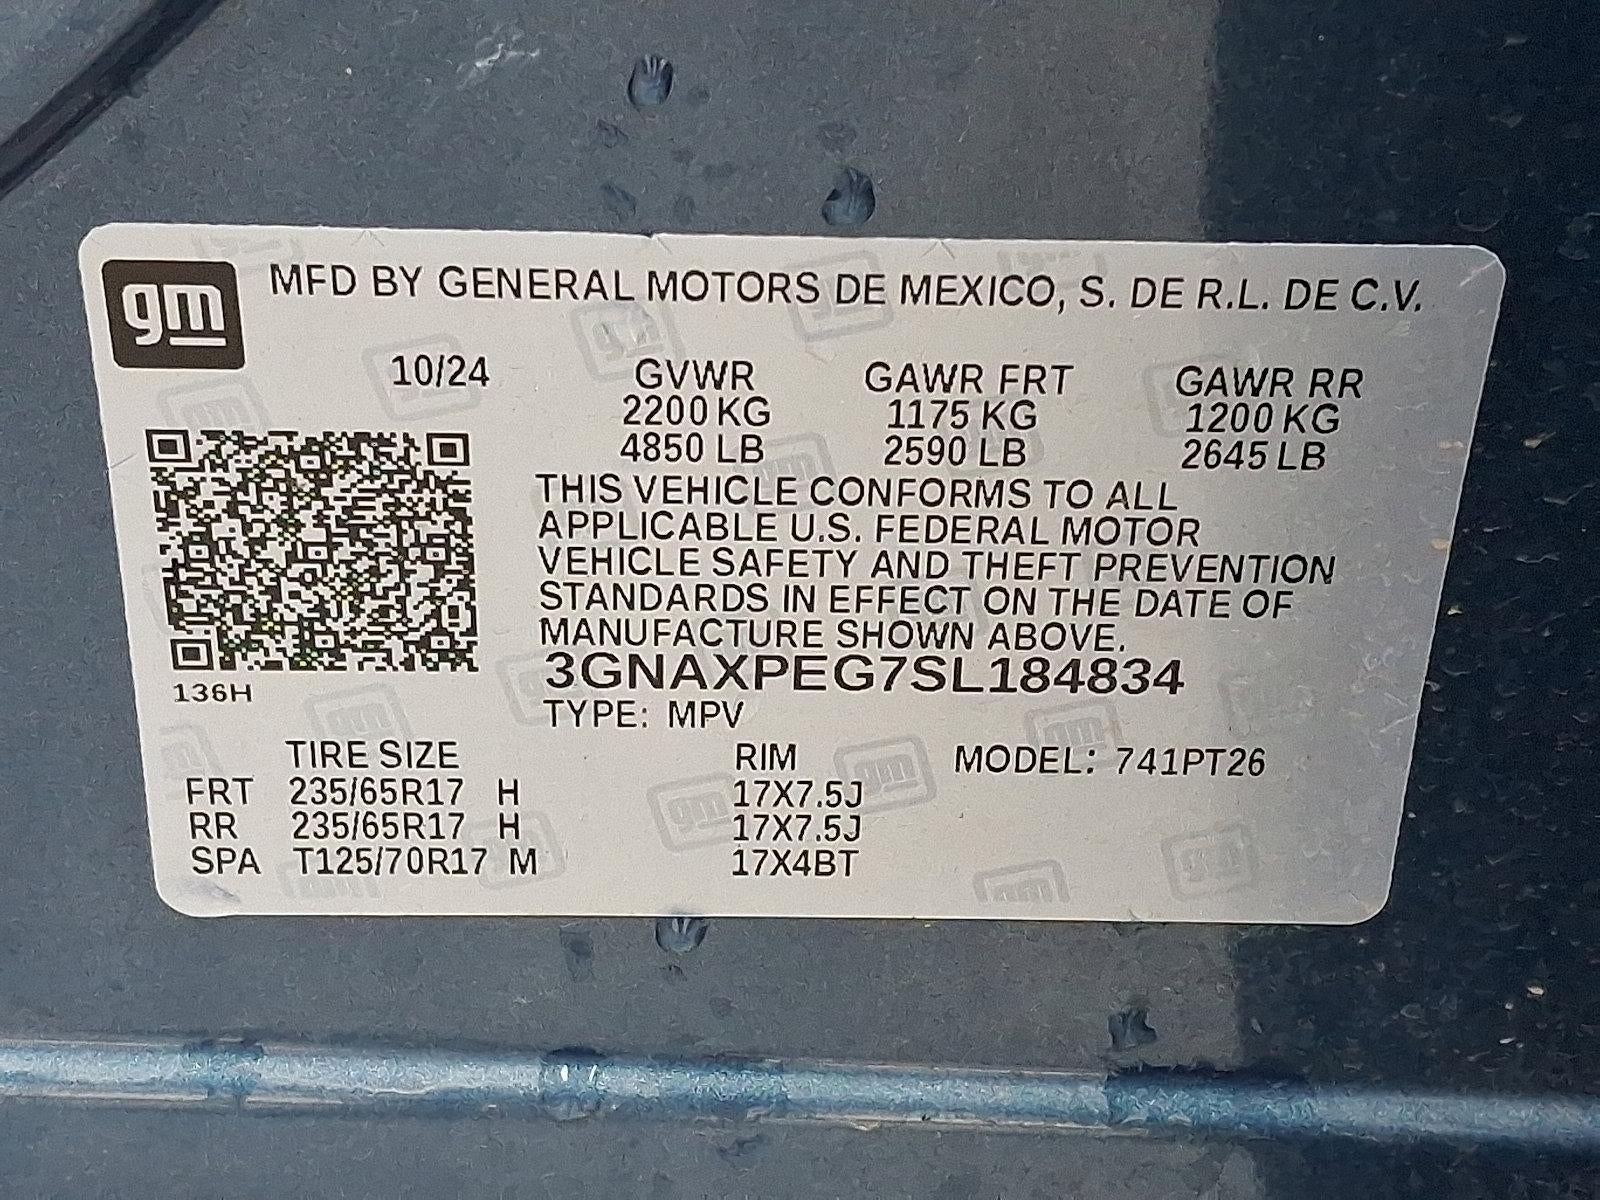 gm
MFD BY GENERAL MOTORS DE MEXICO, S. DE R.L. DE C.V.
10/24 GVWR GAWR FRT GAWR RR
2200 KG 1175 KG 1200 KG
4850 LB 2590 LB 2645 LB
THIS VEHICLE CONFORMS TO ALL
APPLICABLE U.S. FEDERAL MOTOR
VEHICLE SAFETY AND THEFT PREVENTION
STANDARDS IN EFFECT ON THE DATE OF
MANUFACTURE SHOWN ABOVE.
3GNAXPEG7SL184834
136H
TYPE: MPV
TIRE SIZE RIM MODEL: 741PT26
FRT 235/65R17 H 17X7.5J
RR 235/65R17 H 17X7.5J
SPA T125/70R17 M 17X4BT